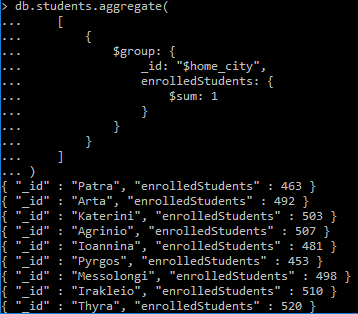 > db.students.aggregate(
... [
... {
... $group: {
... _id: "$home_city",
... enrolledStudents: {
... $sum: 1
... }
... }
... }
... ]
... )
{ "_id" : "Patra", "enrolledStudents" : 463 }
{ "_id" : "Arta", "enrolledStudents" : 492 }
{ "_id" : "Katerini", "enrolledStudents" : 503 }
{ "_id" : "Agrinio", "enrolledStudents" : 507 }
{ "_id" : "Ioannina", "enrolledStudents" : 481 }
{ "_id" : "Pyrgos", "enrolledStudents" : 453 }
{ "_id" : "Messolongi", "enrolledStudents" : 498 }
{ "_id" : "Irakleio", "enrolledStudents" : 510 }
{ "_id" : "Thyra", "enrolledStudents" : 520 }